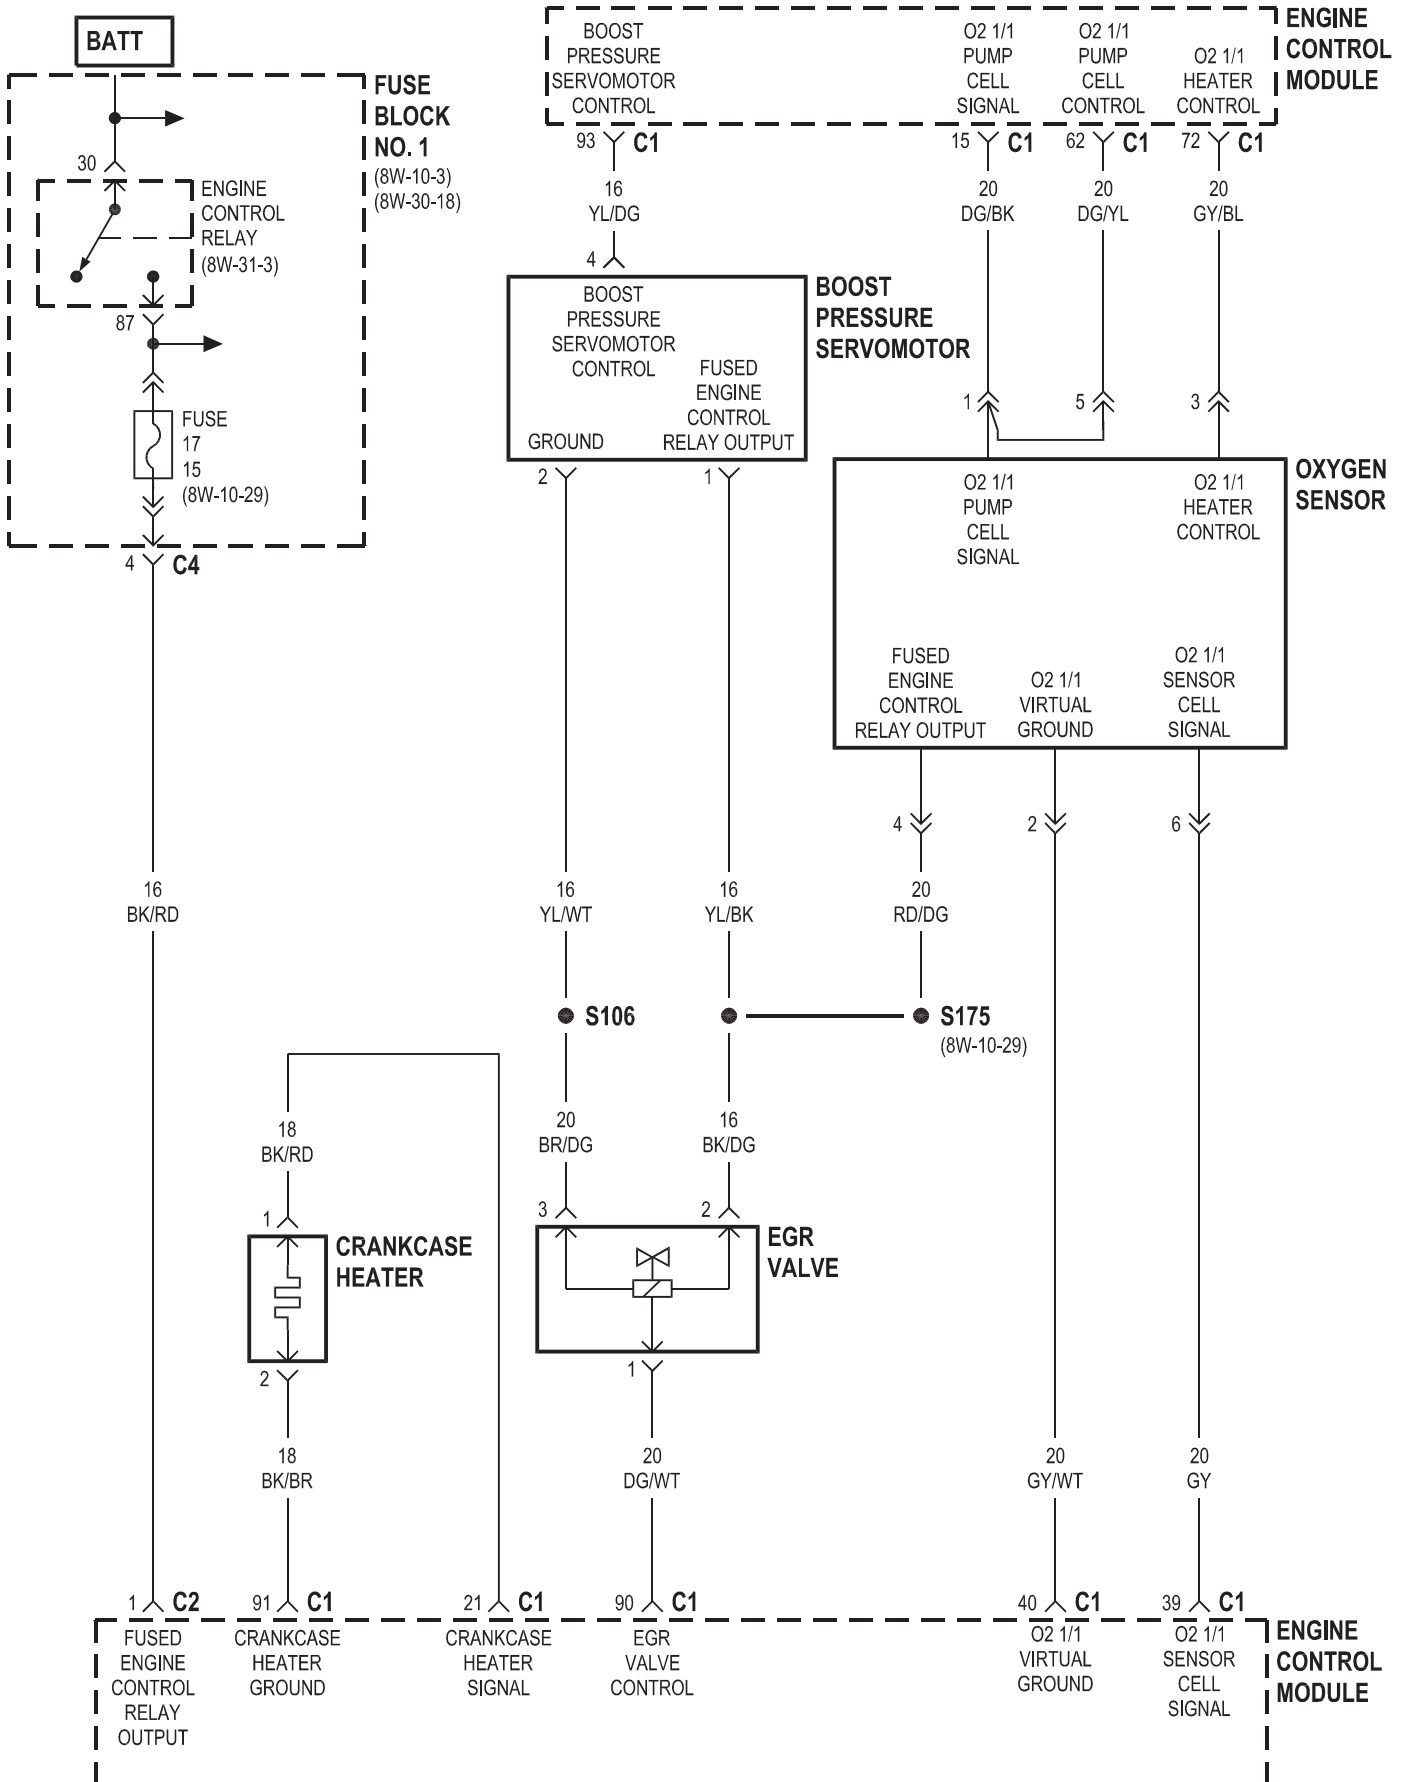 BATT
FUSE
BLOCK
NO. 1
(8W-10-3)
(8W-30-18)
30
ENGINE
CONTROL
RELAY
(8W-31-3)
87
FUSE
17
15
(8W-10-29)
4
C4
BOOST
PRESSURE
SERVOMOTOR
CONTROL
O2 1/1
PUMP
CELL
SIGNAL
O2 1/1
PUMP
CELL
CONTROL
O2 1/1
HEATER
CONTROL
ENGINE
CONTROL
MODULE
93 C1
15 C1
62 C1
72 C1
16
YL/DG
20
DG/BK
20
DG/YL
20
GY/BL
4
BOOST
PRESSURE
SERVOMOTOR
CONTROL
FUSED
ENGINE
CONTROL
RELAY OUTPUT
GROUND
BOOST
PRESSURE
SERVOMOTOR
2
1
1
5
3
O2 1/1
PUMP
CELL
SIGNAL
O2 1/1
HEATER
CONTROL
OXYGEN
SENSOR
FUSED
ENGINE
CONTROL
RELAY OUTPUT
O2 1/1
VIRTUAL
GROUND
O2 1/1
SENSOR
CELL
SIGNAL
4
2
6
16
BK/RD
16
YL/WT
16
YL/BK
20
RD/DG
S106
S175
(8W-10-29)
18
BK/RD
20
BR/DG
16
BK/DG
1
3
2
CRANKCASE
HEATER
EGR
VALVE
2
1
18
BK/BR
20
DG/WT
20
GY/WT
20
GY
1 C2
91 C1
21 C1
90 C1
40 C1
39 C1
FUSED
ENGINE
CONTROL
RELAY
OUTPUT
CRANKCASE
HEATER
GROUND
CRANKCASE
HEATER
SIGNAL
EGR
VALVE
CONTROL
O2 1/1
VIRTUAL
GROUND
O2 1/1
SENSOR
CELL
SIGNAL
ENGINE
CONTROL
MODULE